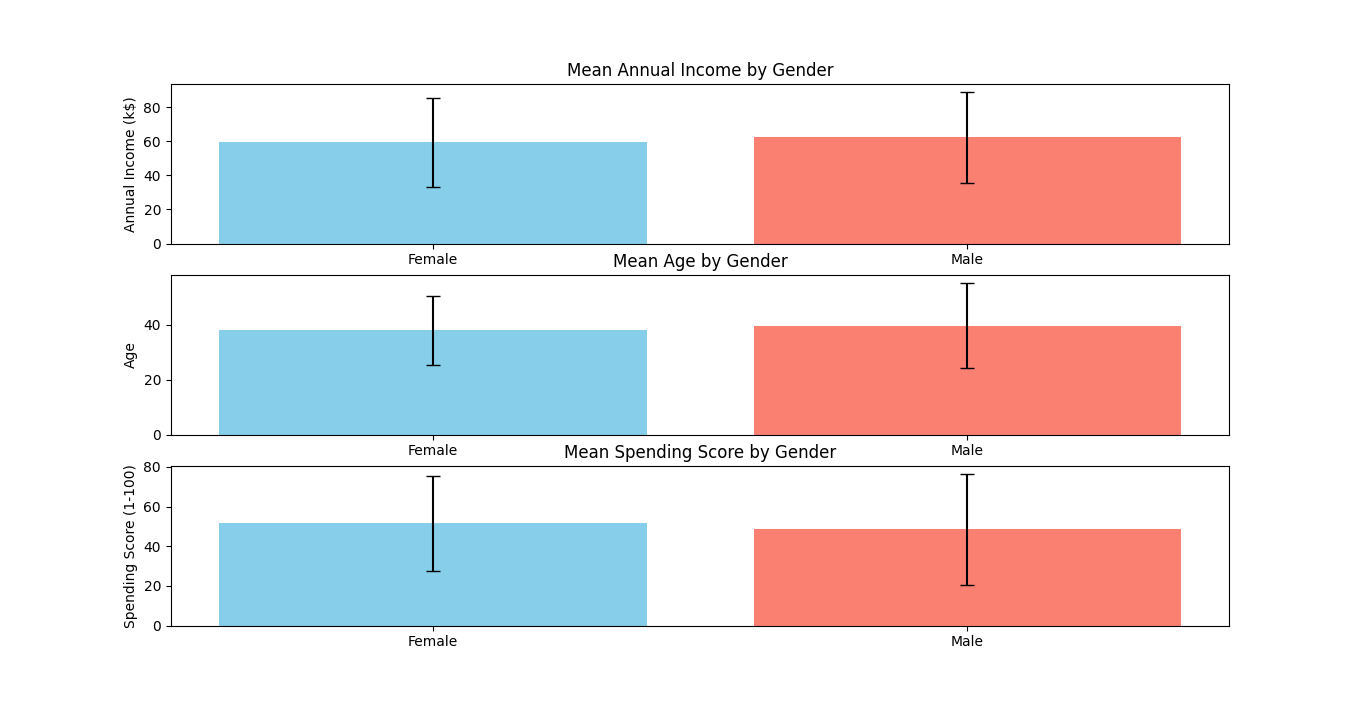 Mean Annual Income by Gender
Annual Income (k$)
80
60
40
20
0
Female Male
Mean Age by Gender
Age
40
20
0
Female Male
Mean Spending Score by Gender
Spending Score (1-100)
80
60
40
20
0
Female Male